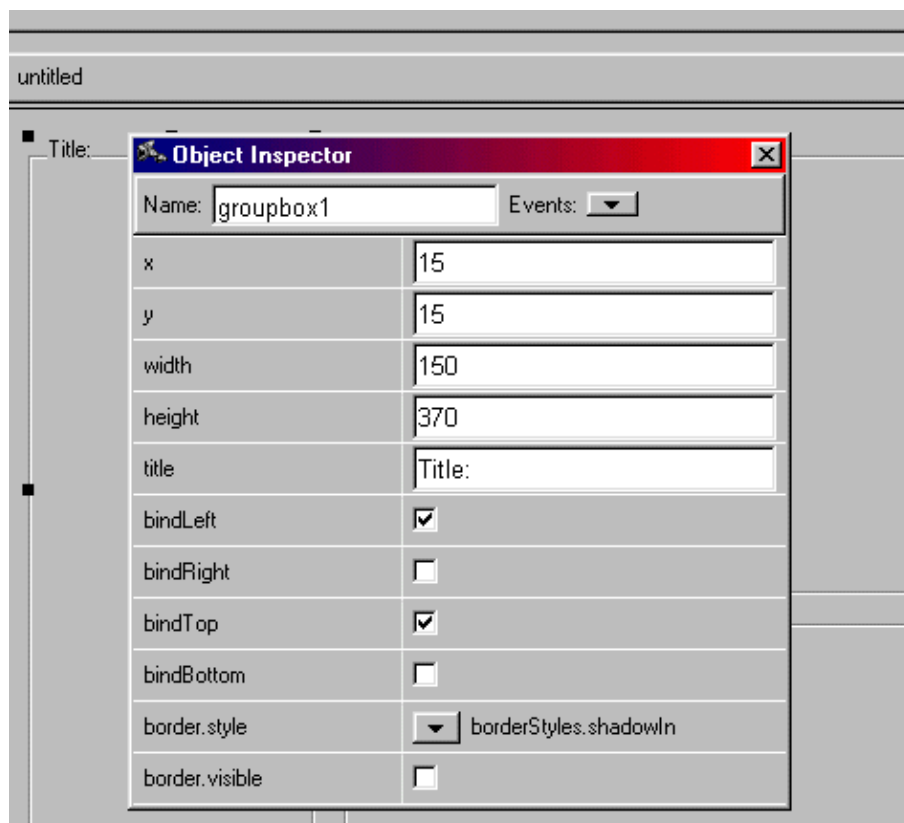 untitled
Title:
Object Inspector
Name: groupbox1 Events:
x 15
y 15
width 150
height 370
title Title:
bindLeft
bindRight
bindTop
bindBottom
border.style borderStyles.shadowIn
border.visible